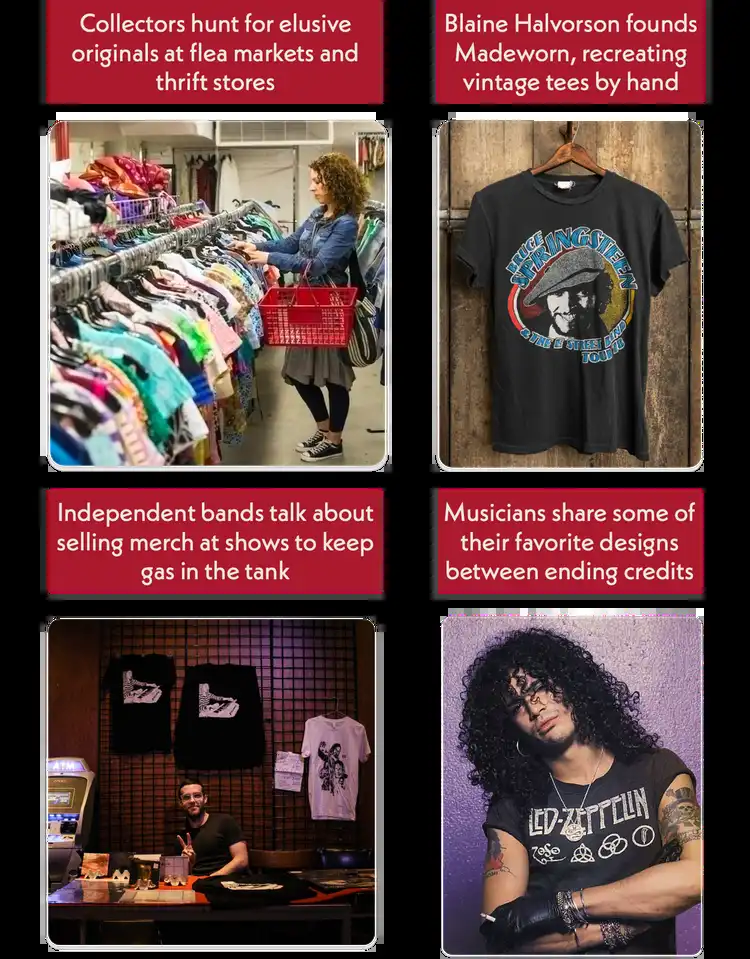 Collectors hunt for elusive
originals at flea markets and
thrift stores
Blaine Halvorson founds
Madeworn, recreating
vintage tees by hand
BRUCE
SPRINGSTEEN
& THE E STREET BAND
Independent bands talk about
selling merch at shows to keep
gas in the tank
Musicians share some of
their favorite designs
between ending credits
ATM
LED-ZEPPELIN